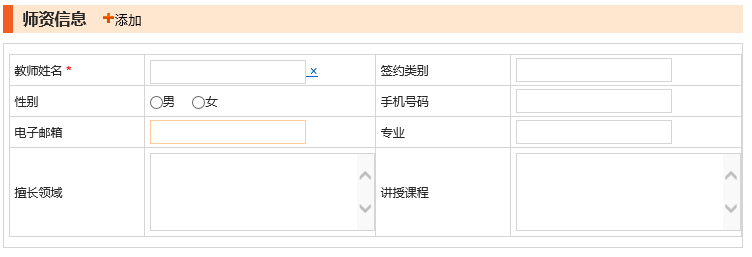 师资信息 添加
教师姓名 * × 签约类别
性别 男 女 手机号码
电子邮箱 专业
擅长领域 讲授课程